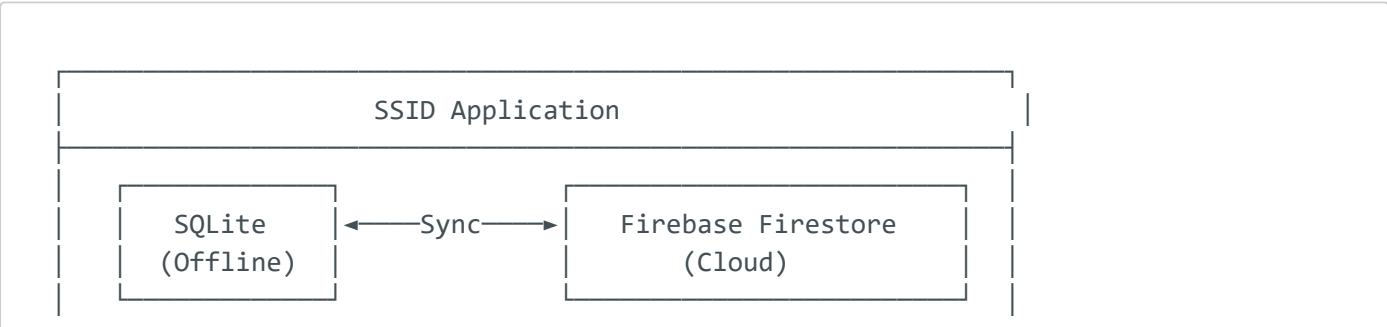 SSID Application
SQLite Sync Firebase Firestore
(Offline) (Cloud)